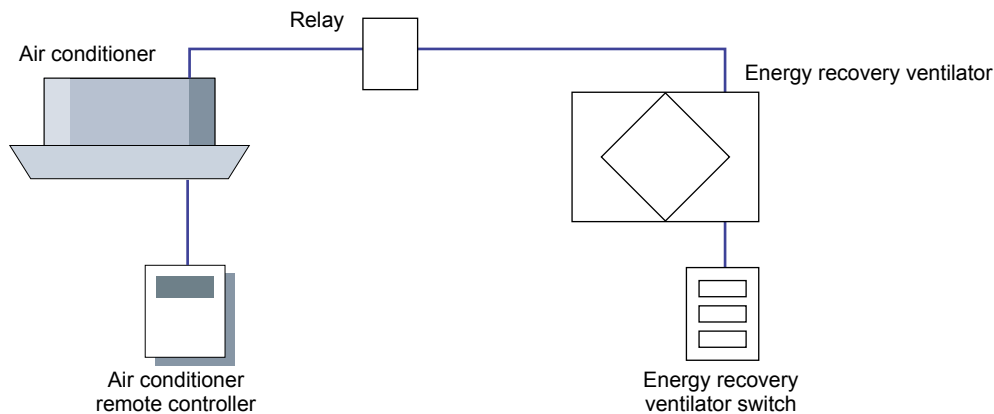 Relay
Air conditioner
Energy recovery ventilator
Air conditioner
remote controller
Energy recovery
ventilator switch